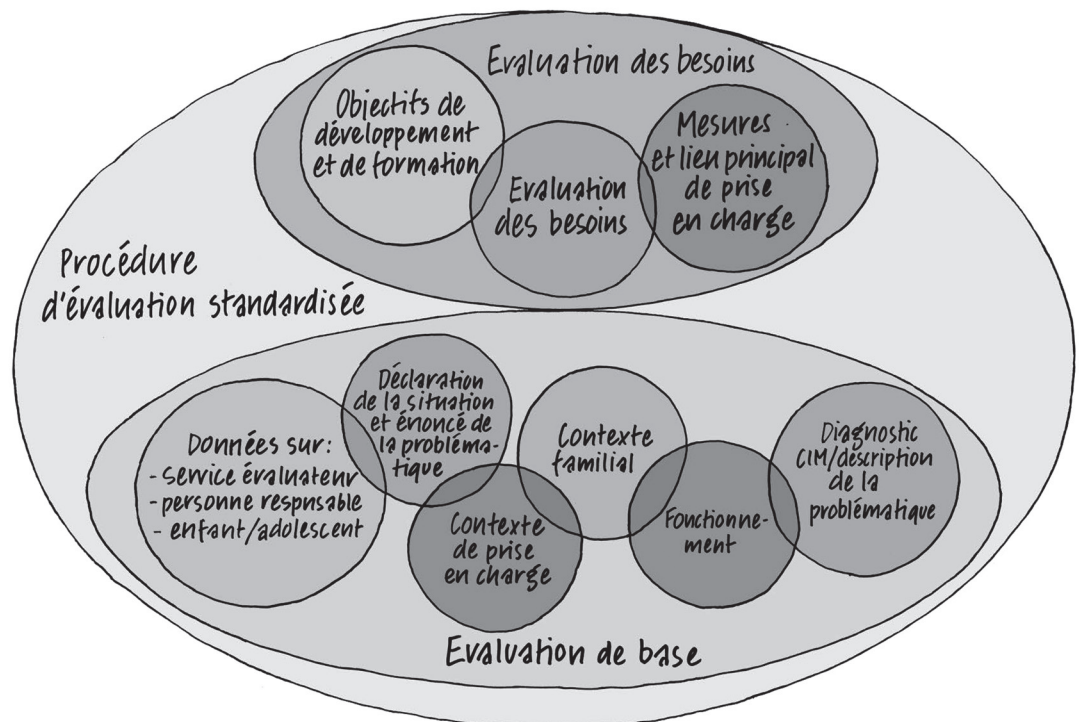 Evaluation des besoins
Objectifs de
développement
et de formation
Evaluation
des besoins
Mesures
et lieu principal
de prise
en charge
Procédure
d'évaluation standardisée
Données sur:
- service évaluateur
- personne respnsable
- enfant/adolescent
Déclaration
de la situation
et énoncé de
la probléma-
tique
Contexte
de prise
en charge
Contexte
familial
Fonctionne-
ment
Diagnostic
CIM/description
de la
problématique
Evaluation de base